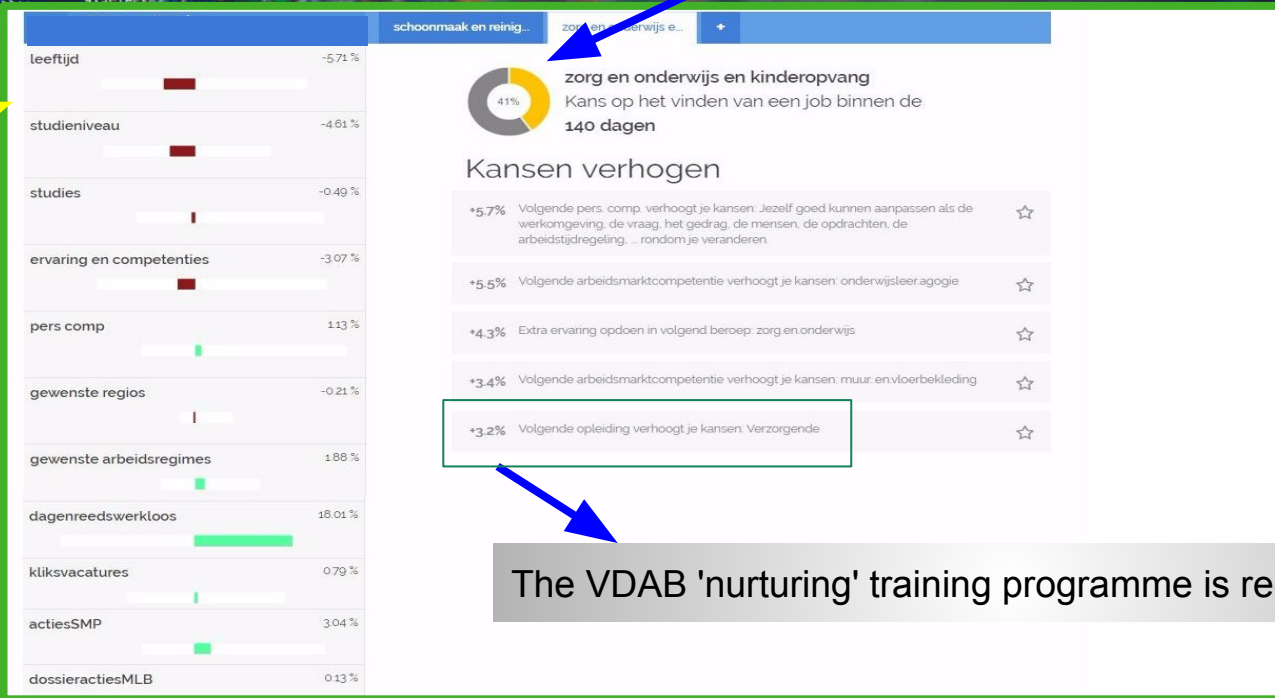 schoonmaak en reinig...
zorg en onderwijs e...
+
leeftijd -5.71 %
studieniveau -4.61 %
studies -0.49 %
ervaring en competenties -3.07 %
pers comp 1.13 %
gewenste regios -0.21 %
gewenste arbeidsregimes 1.88 %
dagenreedswerkloos 18.01 %
kliksvacatures 0.79 %
actiesSMP 3.04 %
dossieractiesMLB 0.13 %
41%
zorg en onderwijs en kinderopvang
Kans op het vinden van een job binnen de
140 dagen
Kansen verhogen
+5.7% Volgende pers. comp. verhoogt je kansen: Jezelf goed kunnen aanpassen als de
werkomgeving, de vraag, het gedrag, de mensen, de opdrachten, de
arbeidstijdregeling, ... rondom je veranderen.
+5.5% Volgende arbeidsmarktcompetentie verhoogt je kansen: onderwijsleer.agogie
+4.3% Extra ervaring opdoen in volgend beroep: zorg.en.onderwijs
+3.4% Volgende arbeidsmarktcompetentie verhoogt je kansen: muur.en.vloerbekleding
+3.2% Volgende opleiding verhoogt je kansen: Verzorgende
The VDAB 'nurturing' training programme is re